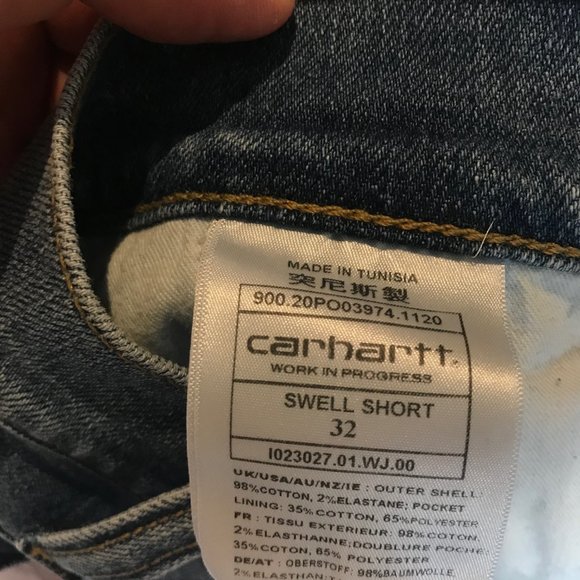 MADE IN TUNISIA
突尼斯製
900.20PO03974.1120
carhartt.
WORK IN PROGRESS
SWELL SHORT
32
I023027.01.WJ.00
UK/USA/AU/NZ/IE : OUTER SHELL:
98%COTTON, 2%ELASTANE; POCKET
LINING: 35%COTTON, 65%POLYESTER
FR : TISSU EXTERIEUR: 98%COTON,
2%ELASTHANNE; DOUBLURE POCHE:
35%COTON, 65% POLYESTER
DE/AT : OBERSTOFF: 98%BAUMWOLLE,
2% ELASTHAN;